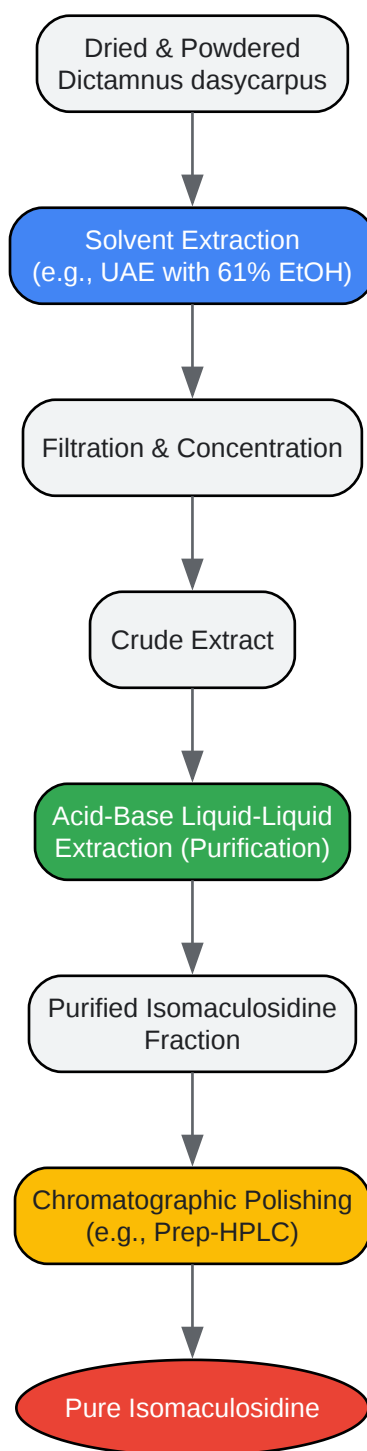 Dried & Powdered
Dictamnus dasycarpus
Solvent Extraction
(e.g., UAE with 61% EtOH)
Filtration & Concentration
Crude Extract
Acid-Base Liquid-Liquid
Extraction (Purification)
Purified Isomaculosidine
Fraction
Chromatographic Polishing
(e.g., Prep-HPLC)
Pure Isomaculosidine